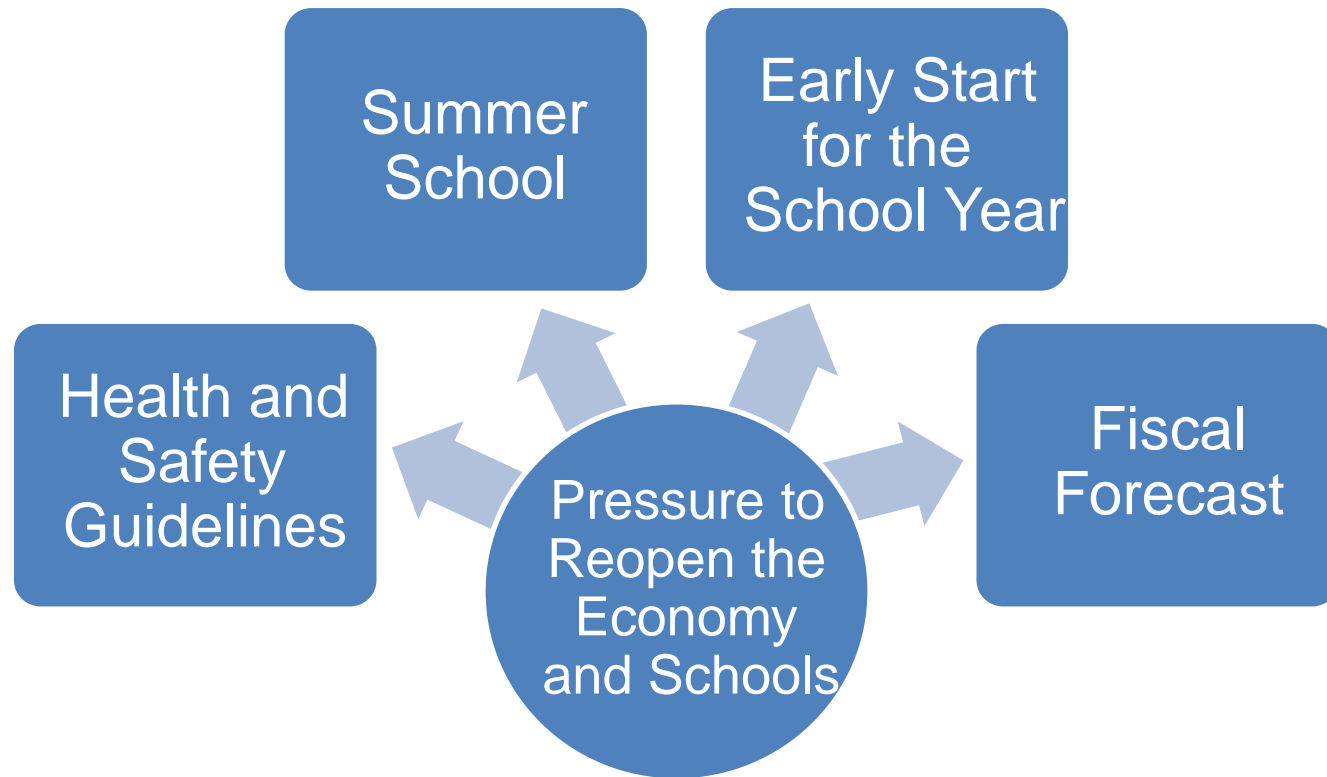 Summer
School
Early Start
for the
School Year
Health and
Safety
Guidelines
Fiscal
Forecast
Pressure to
Reopen the
Economy
and Schools